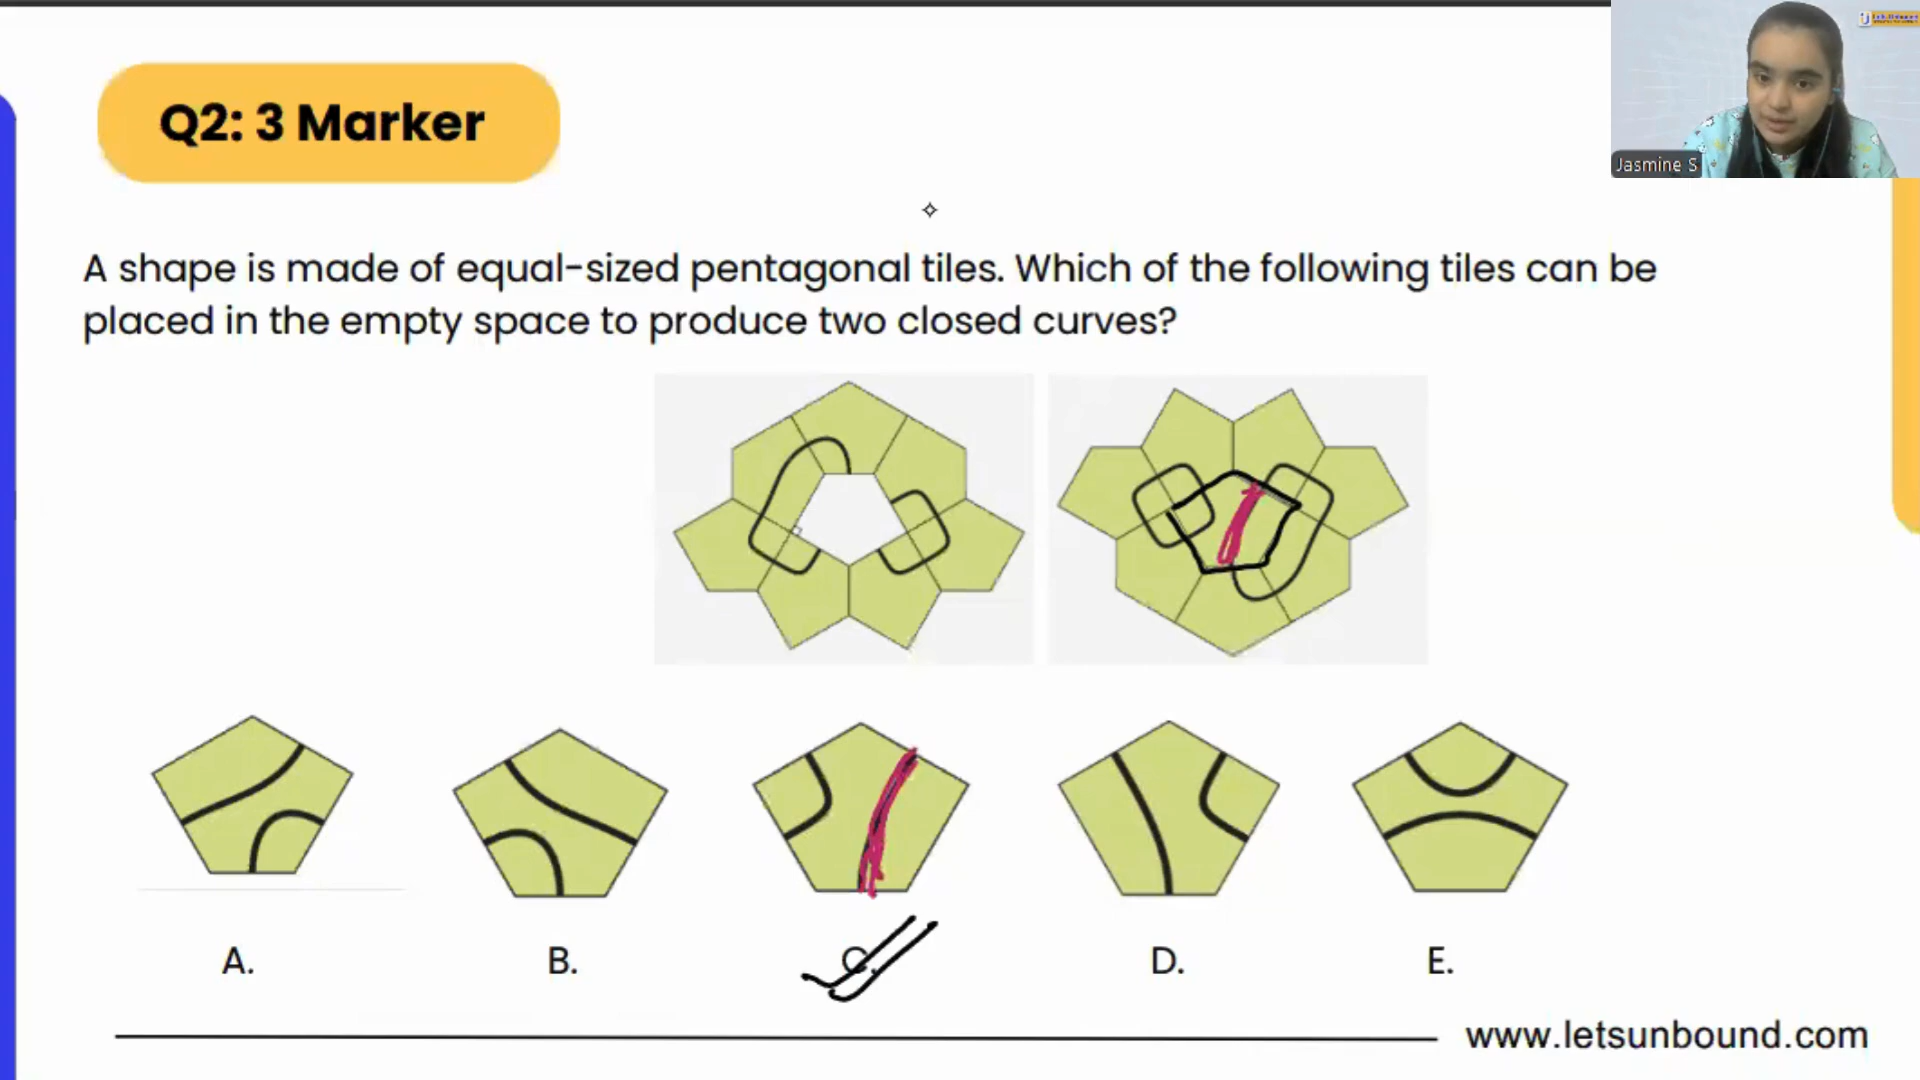 Q2: 3 Marker
Jasmine S
A shape is made of equal-sized pentagonal tiles. Which of the following tiles can be
placed in the empty space to produce two closed curves?
A.
B.
C.
D.
E.
www.letsunbound.com